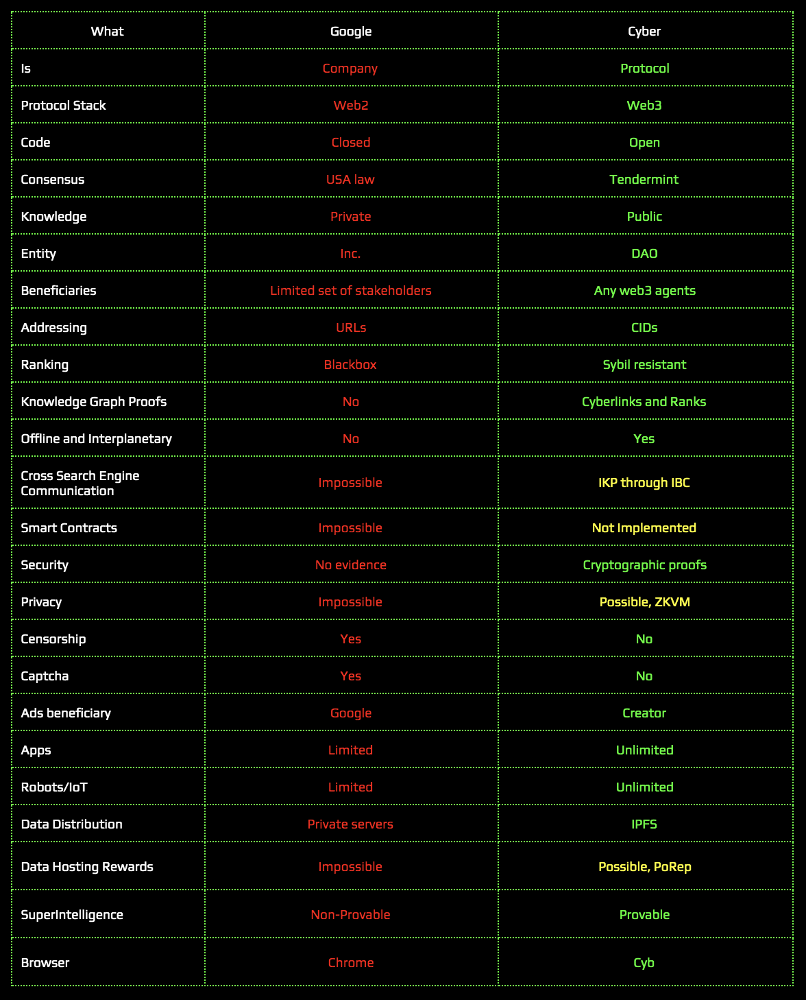 What Google Cyber
Is Company Protocol
Protocol Stack Web2 Web3
Code Closed Open
Consensus USA law Tendermint
Knowledge Private Public
Entity Inc. DAO
Beneficiaries Limited set of stakeholders Any web3 agents
Addressing URLs CIDs
Ranking Blackbox Sybil resistant
Knowledge Graph Proofs No Cyberlinks and Ranks
Offline and Interplanetary No Yes
Cross Search Engine
Communication Impossible IKP through IBC
Smart Contracts Impossible Not Implemented
Security No evidence Cryptographic proofs
Privacy Impossible Possible, ZKVM
Censorship Yes No
Captcha Yes No
Ads beneficiary Google Creator
Apps Limited Unlimited
Robots/IoT Limited Unlimited
Data Distribution Private servers IPFS
Data Hosting Rewards Impossible Possible, PoRep
SuperIntelligence Non-Provable Provable
Browser Chrome Cyb